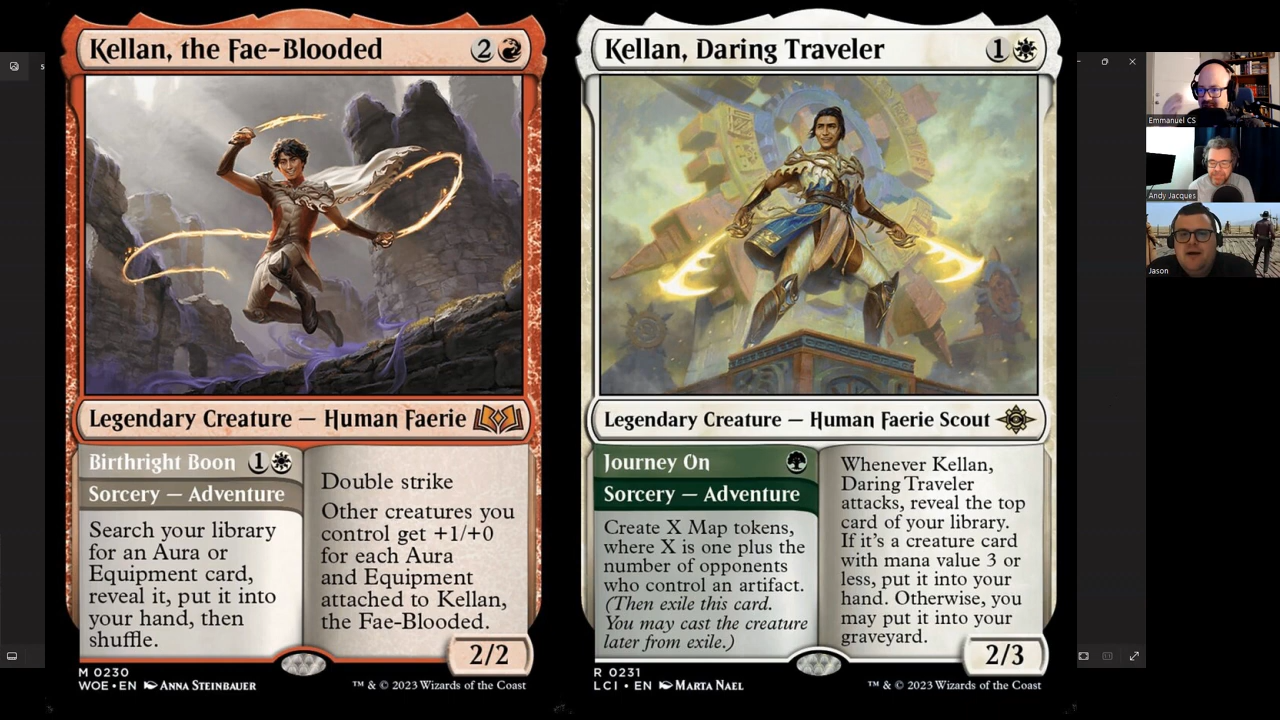 Kellan, the Fae-Blooded
2
Legendary Creature — Human Faerie
Birthright Boon
1
Sorcery — Adventure
Search your library
for an Aura or
Equipment card,
reveal it, put it into
your hand, then
shuffle.
Double strike
Other creatures you
control get +1/+0
for each Aura
and Equipment
attached to Kellan,
the Fae-Blooded.
2/2
M 0230
WOE • EN Anna Steinbauer
™ & © 2023 Wizards of the Coast
Kellan, Daring Traveler
1
Legendary Creature — Human Faerie Scout
Journey On
Sorcery — Adventure
Create X Map tokens,
where X is one plus the
number of opponents
who control an artifact.
(Then exile this card.
You may cast the creature
later from exile.)
Whenever Kellan,
Daring Traveler
attacks, reveal the top
card of your library.
If it's a creature card
with mana value 3 or
less, put it into your
hand. Otherwise, you
may put it into your
graveyard.
2/3
R 0231
LCI • EN Marta Nael
™ & © 2023 Wizards of the Coast
Emmanuel CS
Andy Jacques
Jason